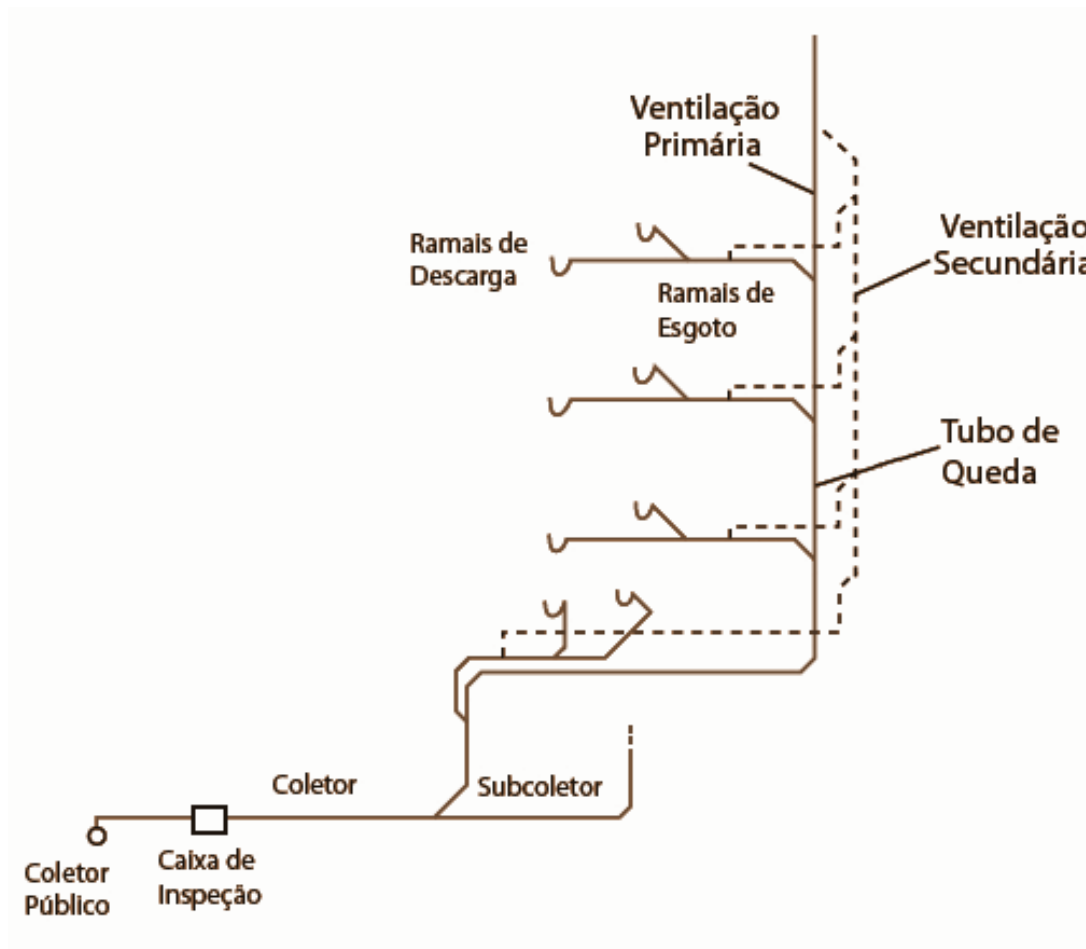 Ventilação
Primária
Ramais de
Descarga
Ventilação
Secundária
Ramais de
Esgoto
Tubo de
Queda
Coletor
Subcoletor
Coletor
Público
Caixa de
Inspeção